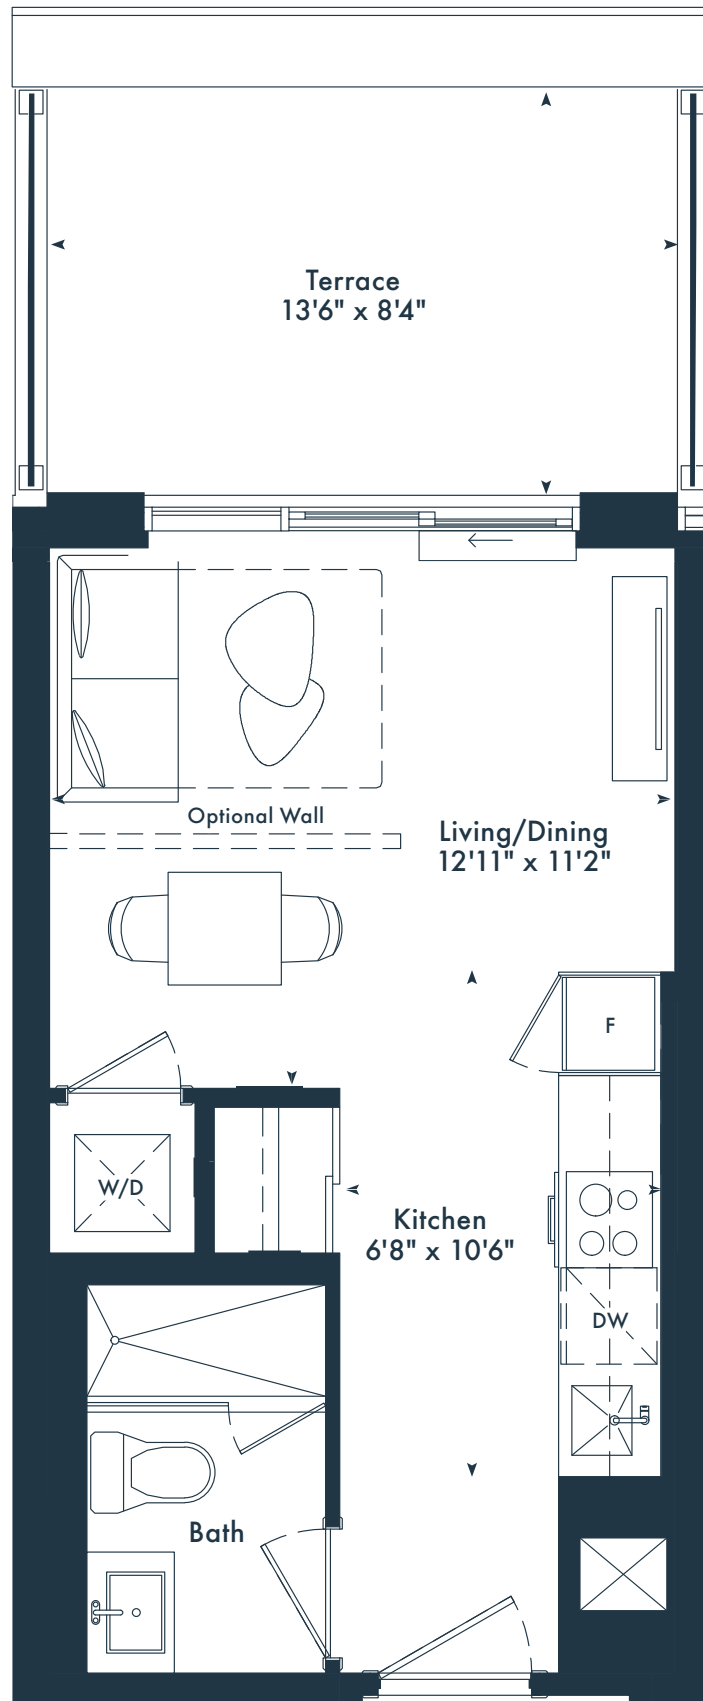 Terrace
13'6" x 8'4"
Optional Wall
Living/Dining
12'11" x 11'2"
F
W/D
Kitchen
6'8" x 10'6"
DW
Bath